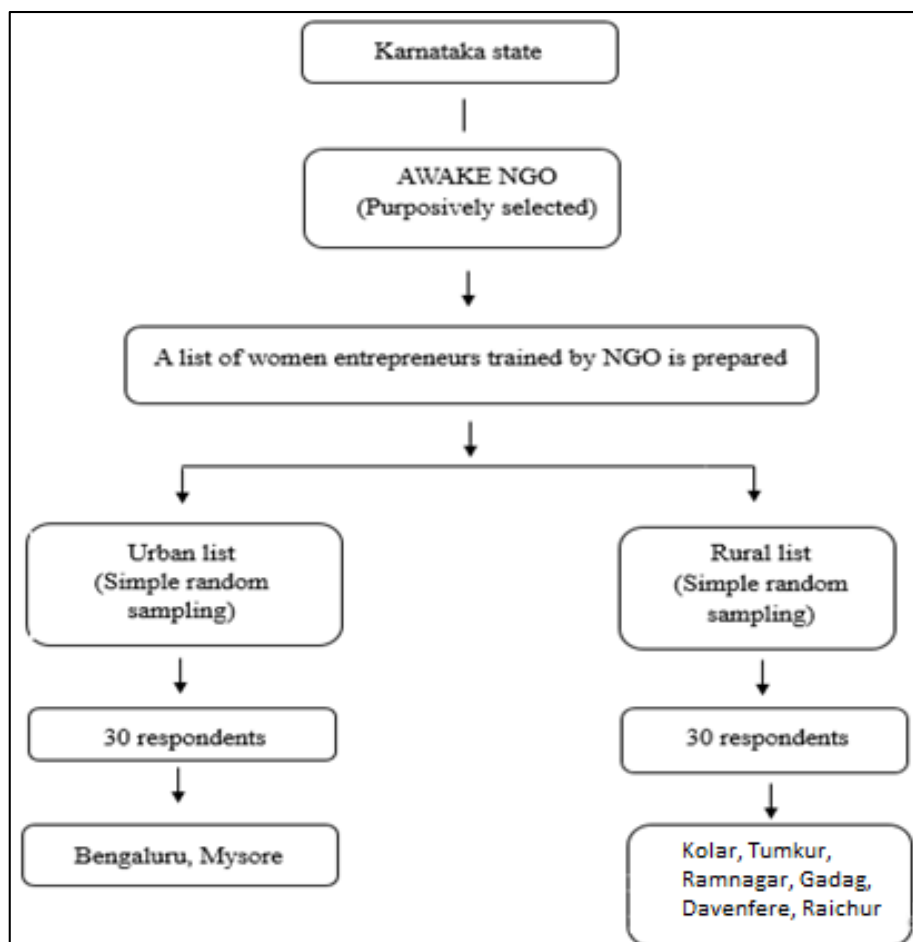 Karnataka state
AWAKE NGO
(Purposively selected)
A list of women entrepreneurs trained by NGO is prepared
Urban list
(Simple random
sampling)
Rural list
(Simple random
sampling)
30 respondents
30 respondents
Bengaluru, Mysore
Kolar, Tumkur,
Ramnagar, Gadag,
Davenfere, Raichur